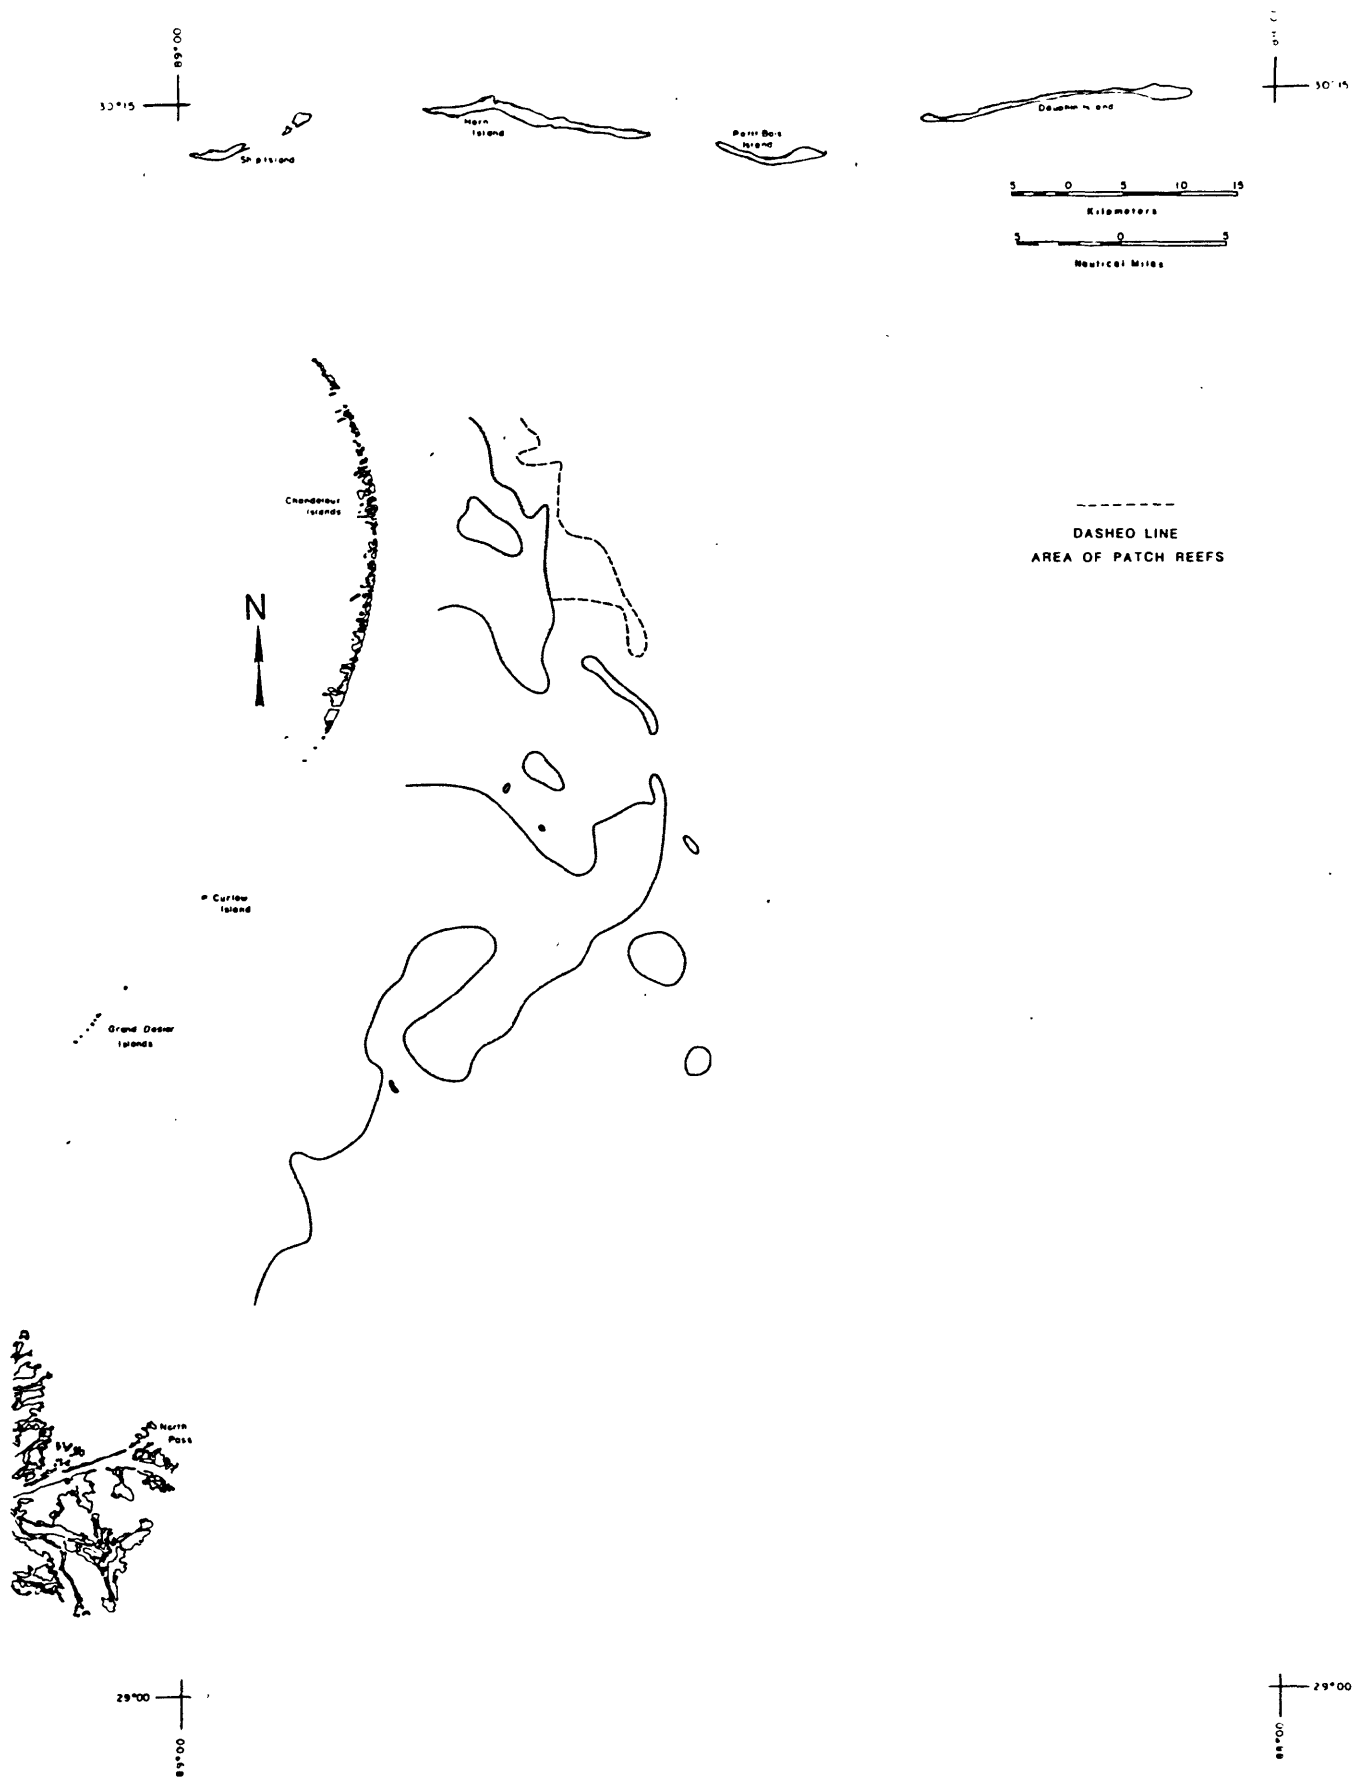 89°00
30°15
30°15
Ship Island
Horn
Island
Petit Bois
Island
Dauphin Island
5 0 5 10 15
Kilometers
5 0 5
Nautical Miles
Chandeleur
Islands
DASHED LINE
AREA OF PATCH REEFS
N
Curlew
Island
Grand Gosier
Islands
North
Pass
29°00
29°00
89°00
88°00